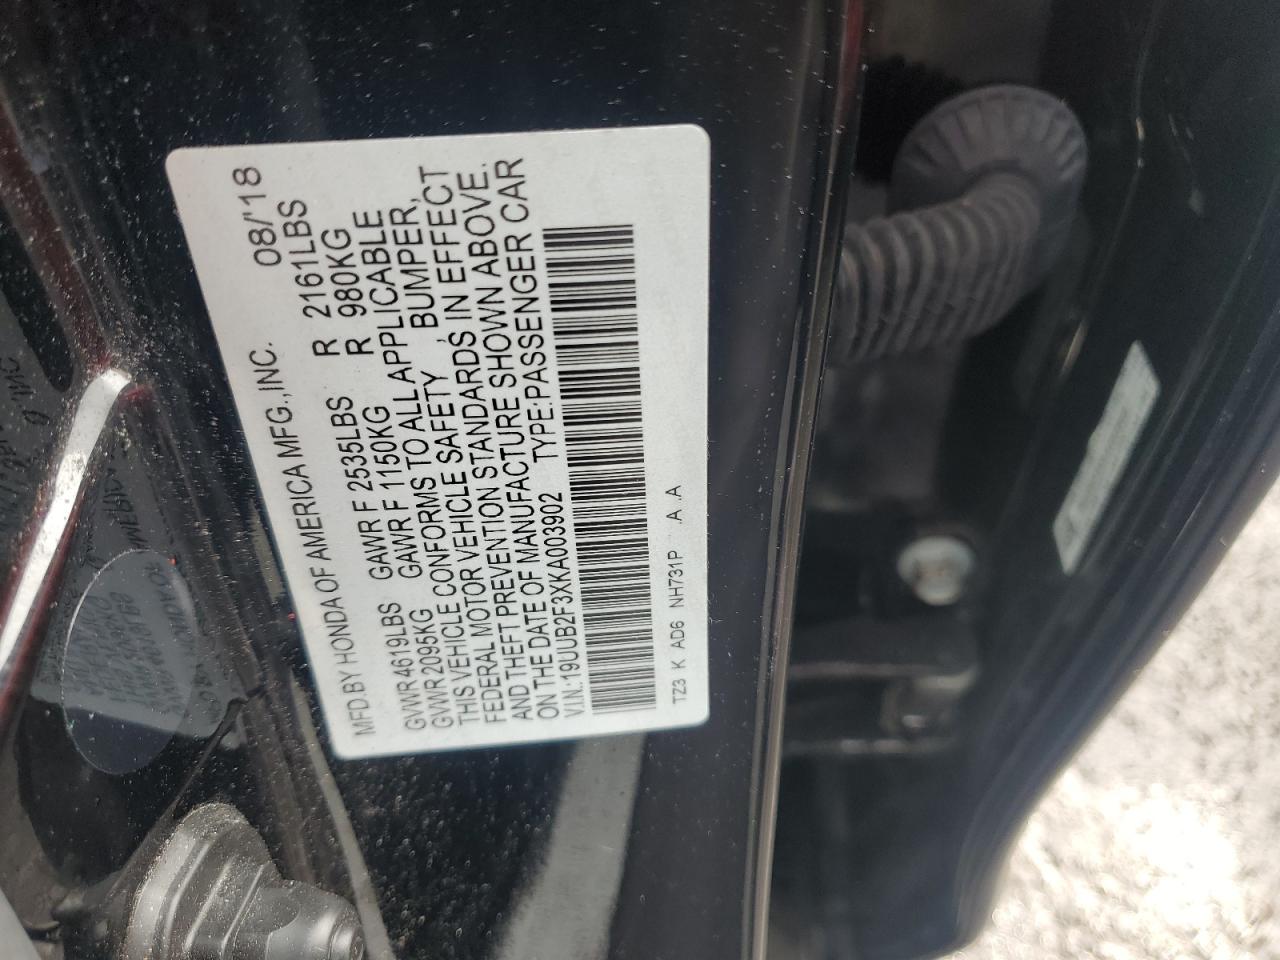 MFD.BY HONDA OF AMERICA MFG.,INC. 08/'18
GVWR 4619LBS GAWR F 2535LBS R 2161LBS
GVWR 2095KG GAWR F 1150KG R 980KG
THIS VEHICLE CONFORMS TO ALL APPLICABLE
FEDERAL MOTOR VEHICLE SAFETY, BUMPER,
AND THEFT PREVENTION STANDARDS IN EFFECT
ON THE DATE OF MANUFACTURE SHOWN ABOVE.
V.I.N.:19UUB2F3XKA003902 TYPE:PASSENGER CAR
TZ3 K AD6 NH731P .A .A